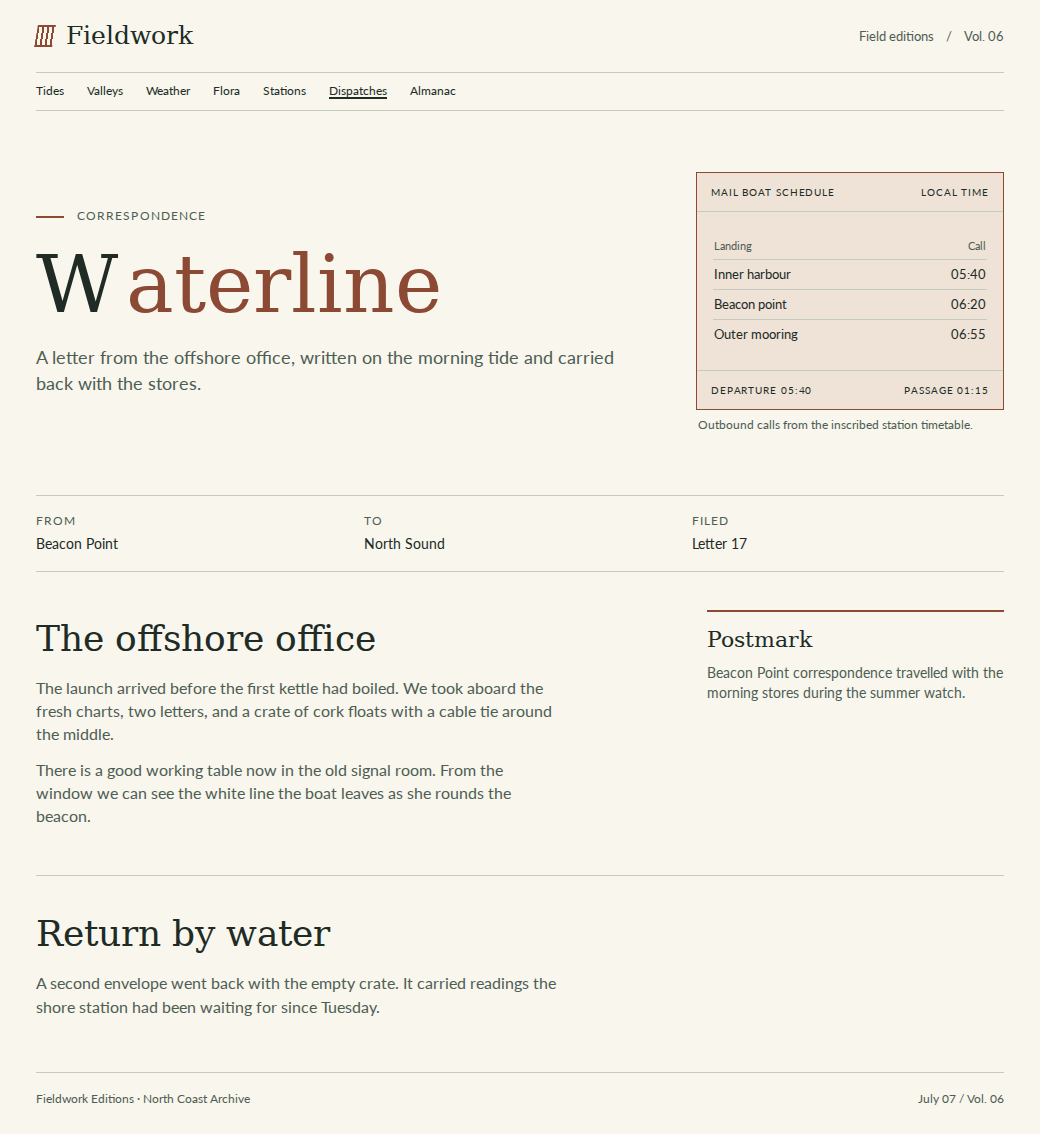 Fieldwork
Field editions / Vol. 06
Tides Valleys Weather Flora Stations Dispatches Almanac
CORRESPONDENCE
Waterline
A letter from the offshore office, written on the morning tide and carried
back with the stores.
MAIL BOAT SCHEDULE LOCAL TIME
Landing Call
Inner harbour 05:40
Beacon point 06:20
Outer mooring 06:55
DEPARTURE 05:40 PASSAGE 01:15
Outbound calls from the inscribed station timetable.
FROM
Beacon Point
TO
North Sound
FILED
Letter 17
The offshore office
The launch arrived before the first kettle had boiled. We took aboard the
fresh charts, two letters, and a crate of cork floats with a cable tie around
the middle.
There is a good working table now in the old signal room. From the
window we can see the white line the boat leaves as she rounds the
beacon.
Postmark
Beacon Point correspondence travelled with the
morning stores during the summer watch.
Return by water
A second envelope went back with the empty crate. It carried readings the
shore station had been waiting for since Tuesday.
Fieldwork Editions · North Coast Archive
July 07 / Vol. 06